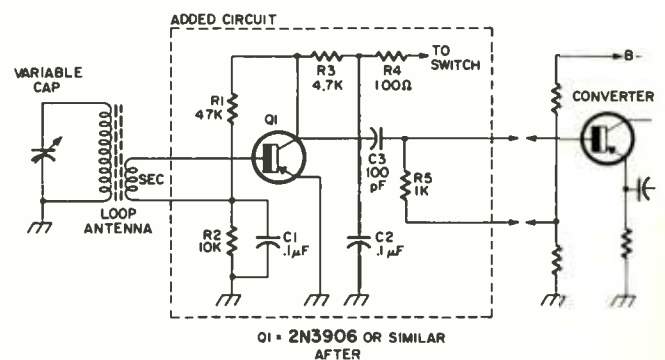 ADDED CIRCUIT
VARIABLE
CAP
LOOP
ANTENNA
SEC
R1
47K
R2
10K
C1
.1µF
Q1
R3
4.7K
R4
100Ω
TO
SWITCH
C3
100
pF
R5
1K
C2
.1µF
B-
CONVERTER
Q1 = 2N3906 OR SIMILAR
AFTER